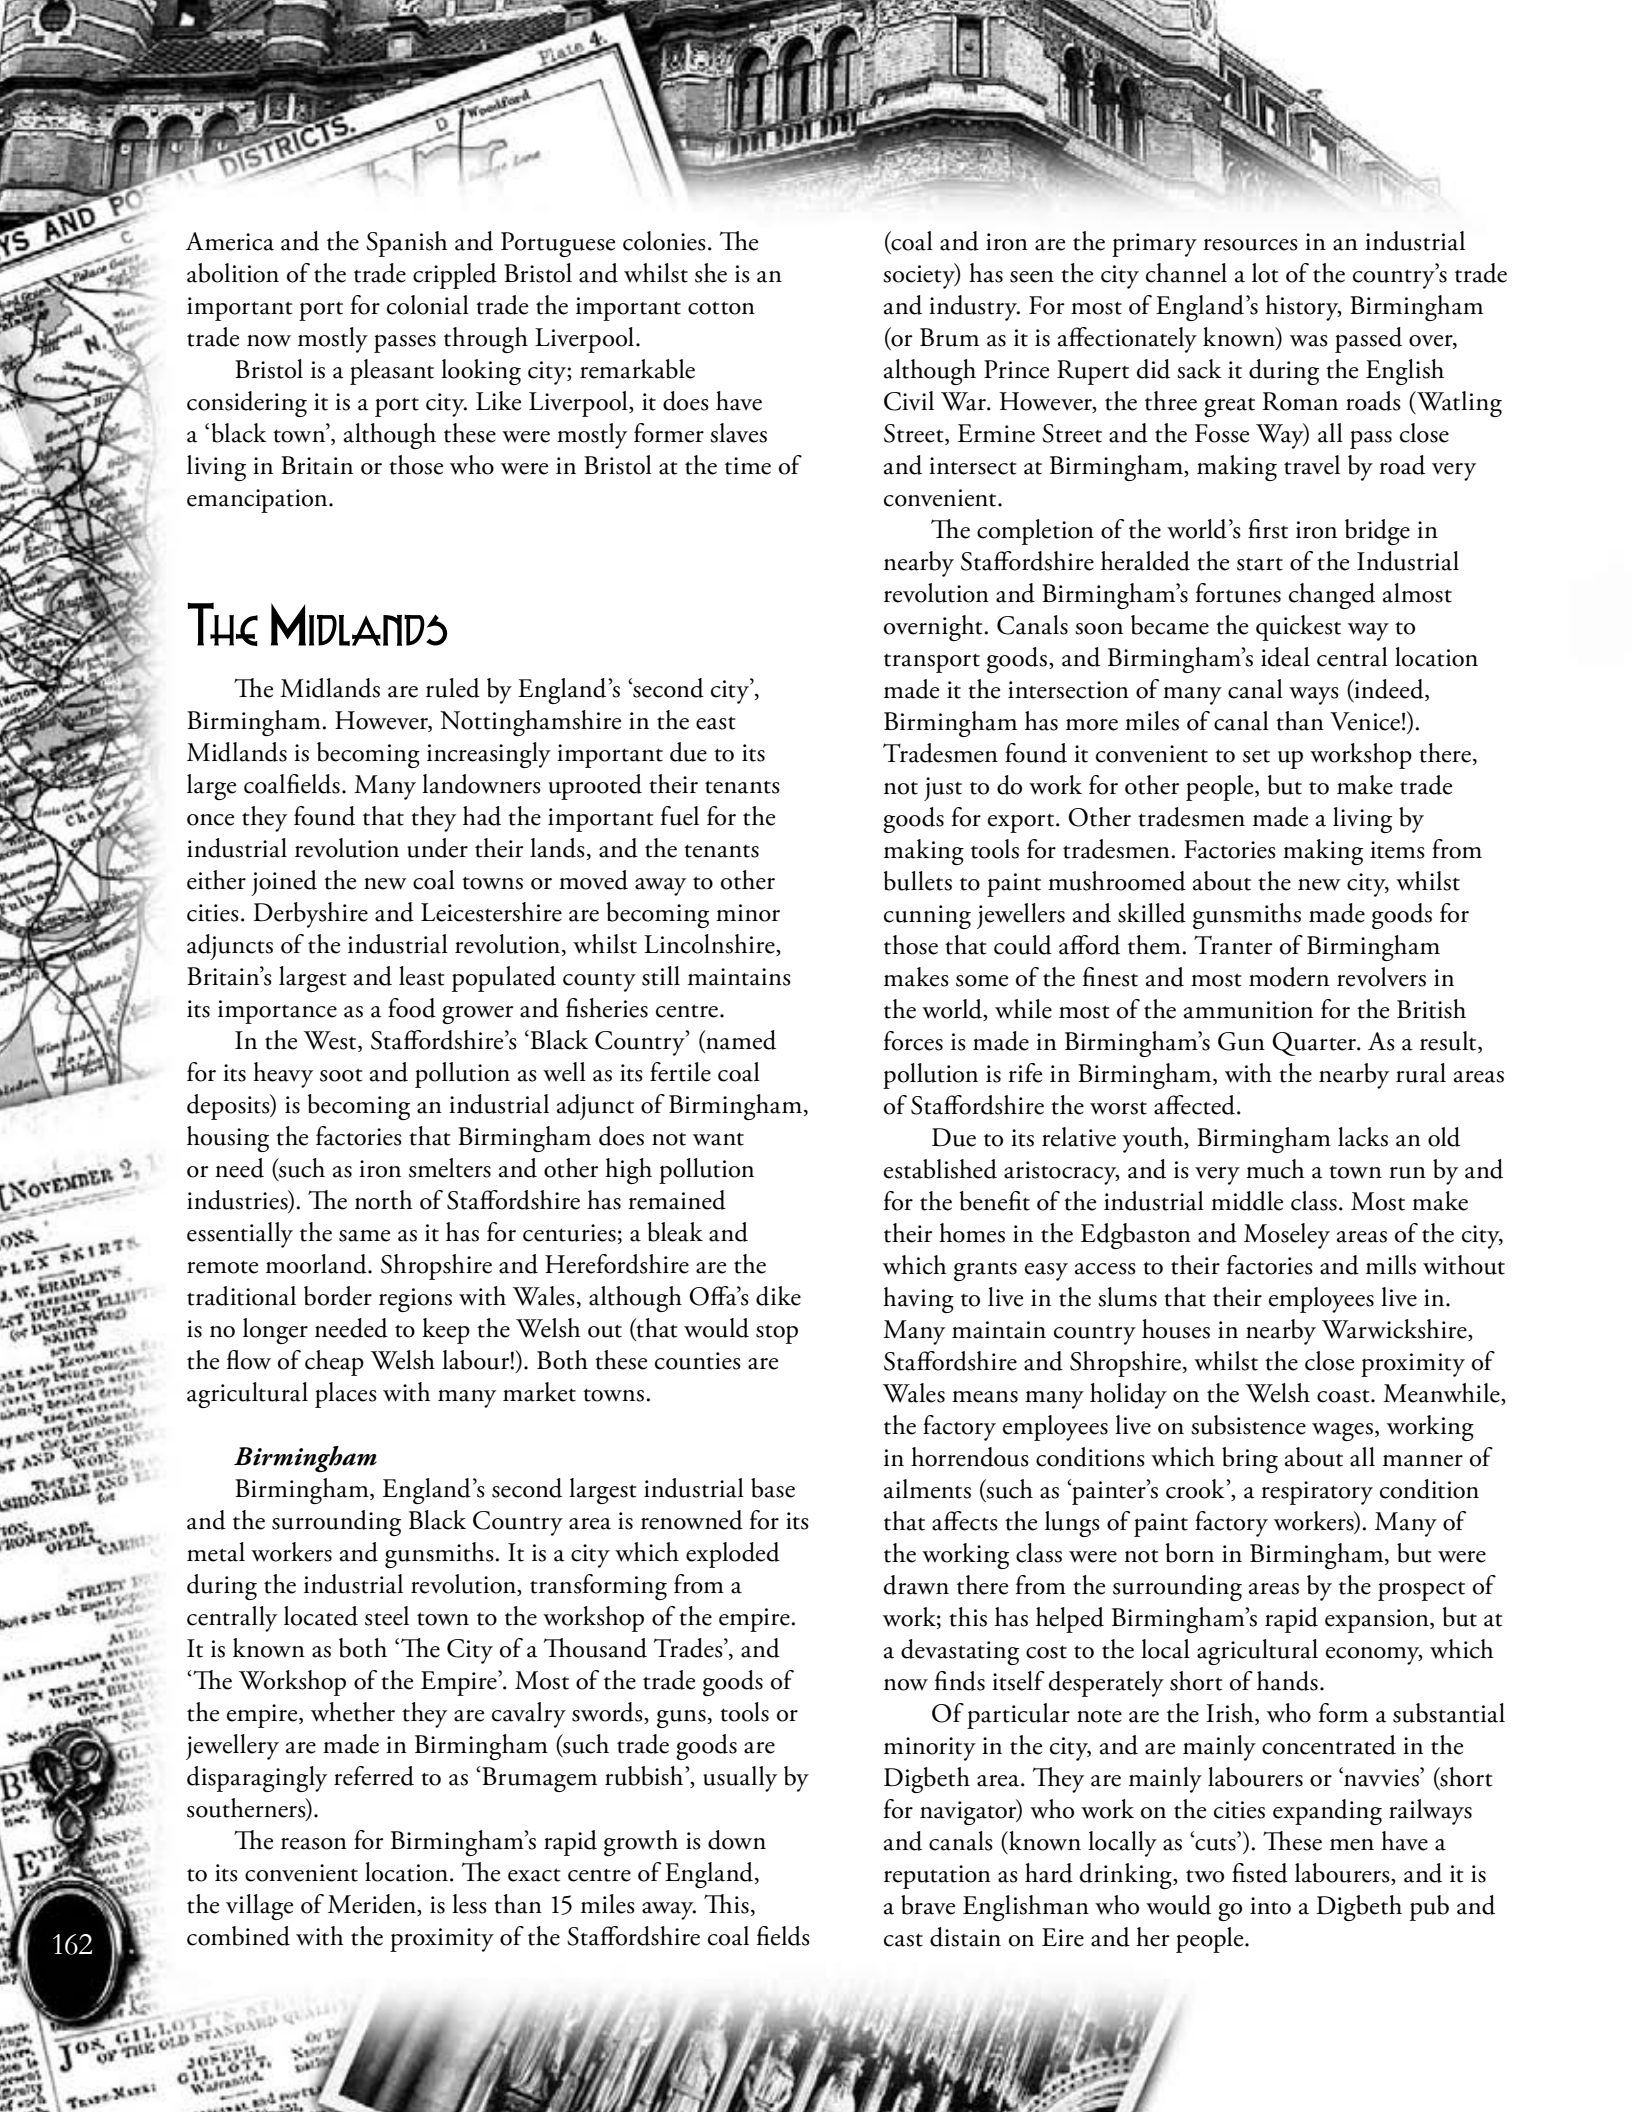 Plate 4.
D
Woodford
DISTRICTS.
YS AND PO
C
N.
America and the Spanish and Portuguese colonies. The
abolition of the trade crippled Bristol and whilst she is an
important port for colonial trade the important cotton
trade now mostly passes through Liverpool.
Bristol is a pleasant looking city; remarkable
considering it is a port city. Like Liverpool, it does have
a ‘black town’, although these were mostly former slaves
living in Britain or those who were in Bristol at the time of
emancipation.
The Midlands
The Midlands are ruled by England’s ‘second city’,
Birmingham. However, Nottinghamshire in the east
Midlands is becoming increasingly important due to its
large coalfields. Many landowners uprooted their tenants
once they found that they had the important fuel for the
industrial revolution under their lands, and the tenants
either joined the new coal towns or moved away to other
cities. Derbyshire and Leicestershire are becoming minor
adjuncts of the industrial revolution, whilst Lincolnshire,
Britain’s largest and least populated county still maintains
its importance as a food grower and fisheries centre.
In the West, Staffordshire’s ‘Black Country’ (named
for its heavy soot and pollution as well as its fertile coal
deposits) is becoming an industrial adjunct of Birmingham,
housing the factories that Birmingham does not want
or need (such as iron smelters and other high pollution
industries). The north of Staffordshire has remained
essentially the same as it has for centuries; a bleak and
remote moorland. Shropshire and Herefordshire are the
traditional border regions with Wales, although Offa’s dike
is no longer needed to keep the Welsh out (that would stop
the flow of cheap Welsh labour!). Both these counties are
agricultural places with many market towns.
Birmingham
Birmingham, England’s second largest industrial base
and the surrounding Black Country area is renowned for its
metal workers and gunsmiths. It is a city which exploded
during the industrial revolution, transforming from a
centrally located steel town to the workshop of the empire.
It is known as both ‘The City of a Thousand Trades’, and
‘The Workshop of the Empire’. Most of the trade goods of
the empire, whether they are cavalry swords, guns, tools or
jewellery are made in Birmingham (such trade goods are
disparagingly referred to as ‘Brumagem rubbish’, usually by
southerners).
The reason for Birmingham’s rapid growth is down
to its convenient location. The exact centre of England,
the village of Meriden, is less than 15 miles away. This,
combined with the proximity of the Staffordshire coal fields
(coal and iron are the primary resources in an industrial
society) has seen the city channel a lot of the country’s trade
and industry. For most of England’s history, Birmingham
(or Brum as it is affectionately known) was passed over,
although Prince Rupert did sack it during the English
Civil War. However, the three great Roman roads (Watling
Street, Ermine Street and the Fosse Way) all pass close
and intersect at Birmingham, making travel by road very
convenient.
The completion of the world’s first iron bridge in
nearby Staffordshire heralded the start of the Industrial
revolution and Birmingham’s fortunes changed almost
overnight. Canals soon became the quickest way to
transport goods, and Birmingham’s ideal central location
made it the intersection of many canal ways (indeed,
Birmingham has more miles of canal than Venice!).
Tradesmen found it convenient to set up workshop there,
not just to do work for other people, but to make trade
goods for export. Other tradesmen made a living by
making tools for tradesmen. Factories making items from
bullets to paint mushroomed about the new city, whilst
cunning jewellers and skilled gunsmiths made goods for
those that could afford them. Tranter of Birmingham
makes some of the finest and most modern revolvers in
the world, while most of the ammunition for the British
forces is made in Birmingham’s Gun Quarter. As a result,
pollution is rife in Birmingham, with the nearby rural areas
of Staffordshire the worst affected.
Due to its relative youth, Birmingham lacks an old
established aristocracy, and is very much a town run by and
for the benefit of the industrial middle class. Most make
their homes in the Edgbaston and Moseley areas of the city,
which grants easy access to their factories and mills without
having to live in the slums that their employees live in.
Many maintain country houses in nearby Warwickshire,
Staffordshire and Shropshire, whilst the close proximity of
Wales means many holiday on the Welsh coast. Meanwhile,
the factory employees live on subsistence wages, working
in horrendous conditions which bring about all manner of
ailments (such as ‘painter’s crook’, a respiratory condition
that affects the lungs of paint factory workers). Many of
the working class were not born in Birmingham, but were
drawn there from the surrounding areas by the prospect of
work; this has helped Birmingham’s rapid expansion, but at
a devastating cost to the local agricultural economy, which
now finds itself desperately short of hands.
Of particular note are the Irish, who form a substantial
minority in the city, and are mainly concentrated in the
Digbeth area. They are mainly labourers or ‘navvies’ (short
for navigator) who work on the cities expanding railways
and canals (known locally as ‘cuts’). These men have a
reputation as hard drinking, two fisted labourers, and it is
a brave Englishman who would go into a Digbeth pub and
cast distain on Eire and her people.
[NOVEMBER 2,
PLEX SKIRTS
J. W. BRADLEY'S
SKIRTS
162
JOS. GILLOTT'S
OF THE OLD STANDARD QUALITY
JOSEPH
GILLOTT,
Warranted.
TRADE-MARK: